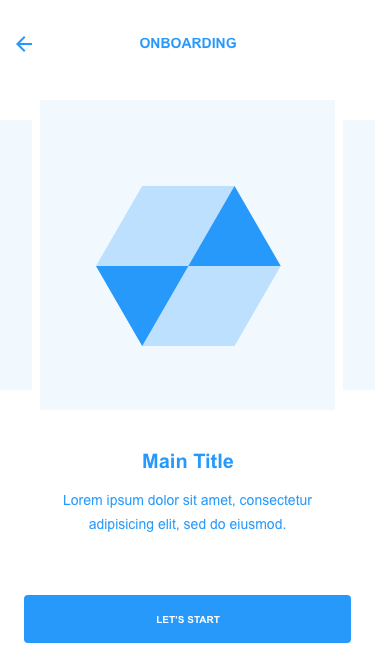 ONBOARDING
Main Title
Lorem ipsum dolor sit amet, consectetur
adipisicing elit, sed do eiusmod.
LET'S START